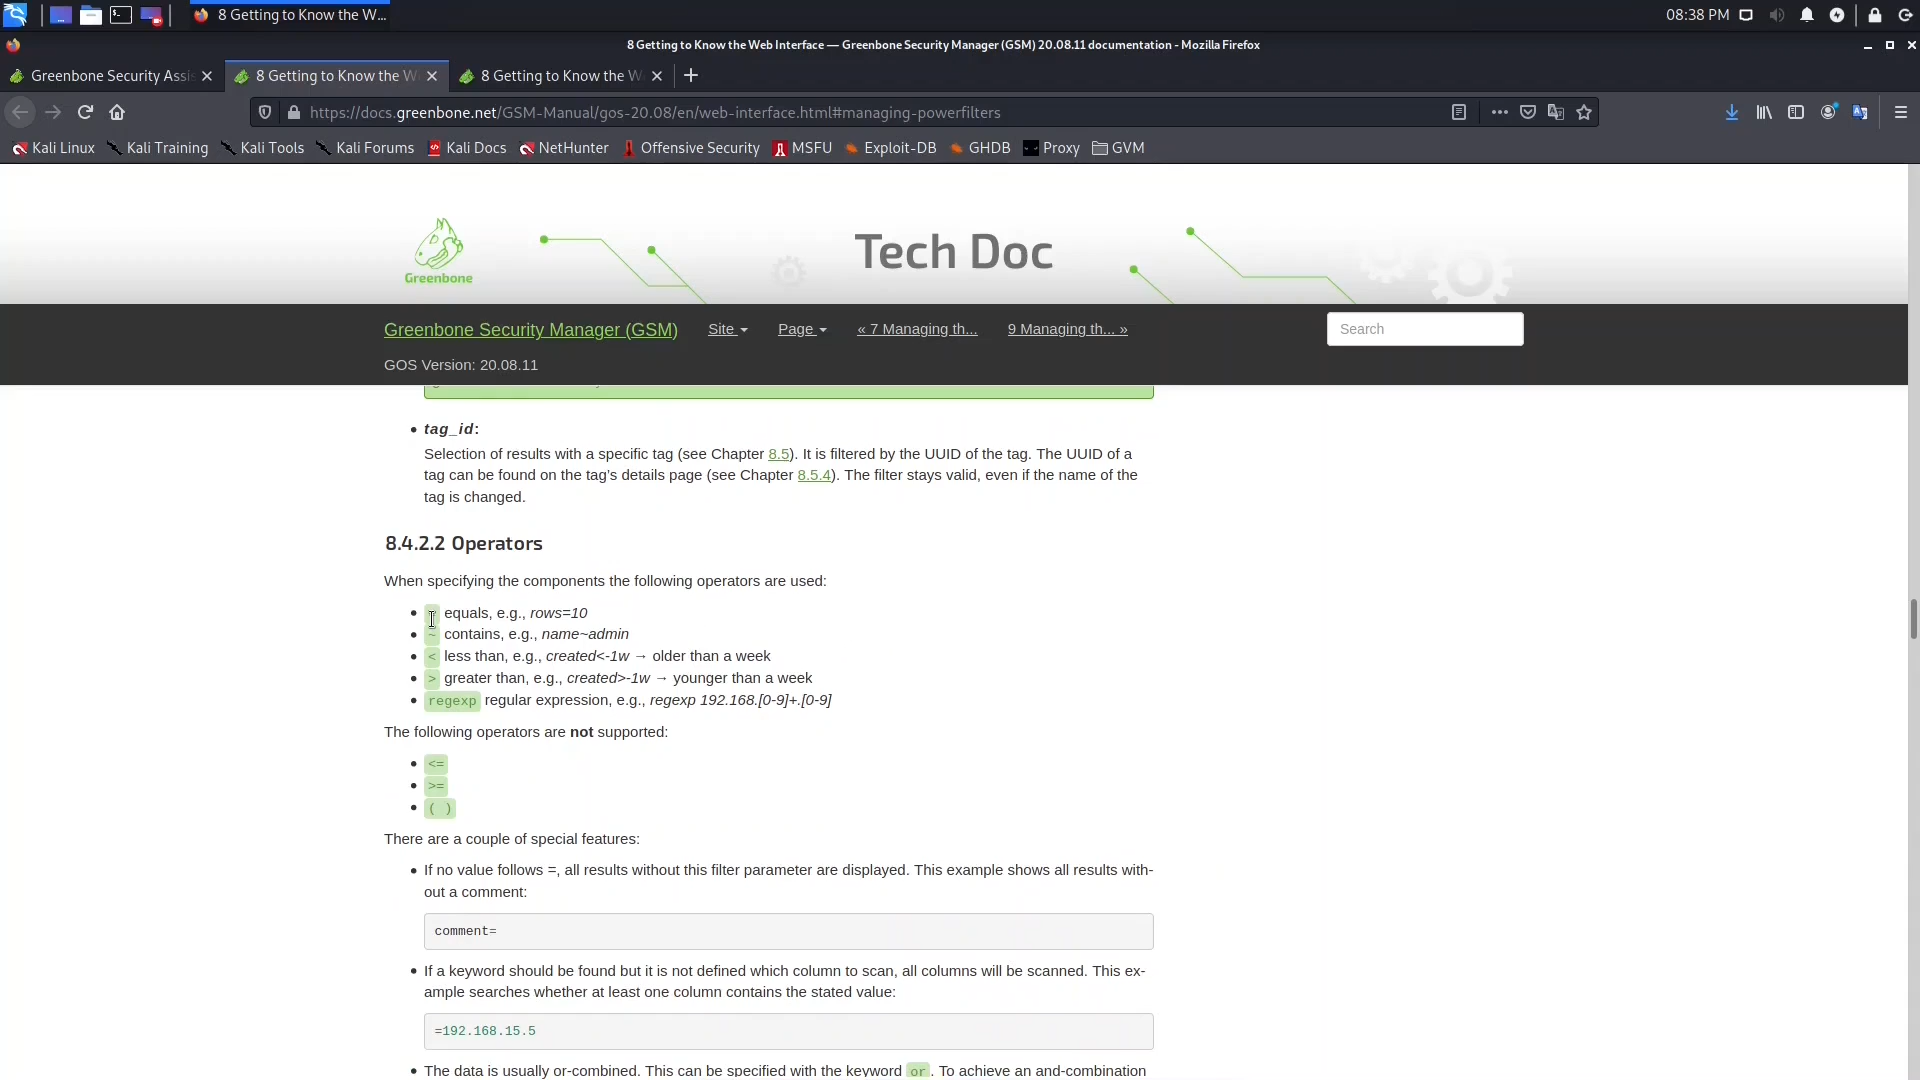 8 Getting to Know the W...
08:38 PM
8 Getting to Know the Web Interface — Greenbone Security Manager (GSM) 20.08.11 documentation - Mozilla Firefox
Greenbone Security Assis
8 Getting to Know the W
8 Getting to Know the W
https://docs.greenbone.net/GSM-Manual/gos-20.08/en/web-interface.html#managing-powerfilters
Kali Linux Kali Training Kali Tools Kali Forums Kali Docs NetHunter Offensive Security MSFU Exploit-DB GHDB Proxy GVM
Greenbone
Tech Doc
Greenbone Security Manager (GSM) Site Page « 7 Managing th... 9 Managing th... » Search
GOS Version: 20.08.11
• tag_id:
Selection of results with a specific tag (see Chapter 8.5). It is filtered by the UUID of the tag. The UUID of a
tag can be found on the tag's details page (see Chapter 8.5.4). The filter stays valid, even if the name of the
tag is changed.
8.4.2.2 Operators
When specifying the components the following operators are used:
• equals, e.g., rows=10
• ~ contains, e.g., name~admin
• < less than, e.g., created<-1w → older than a week
• > greater than, e.g., created>-1w → younger than a week
• regexp regular expression, e.g., regexp 192.168.[0-9]+.[0-9]
The following operators are not supported:
• <=
• >=
• ( )
There are a couple of special features:
• If no value follows =, all results without this filter parameter are displayed. This example shows all results with-
out a comment:
comment=
• If a keyword should be found but it is not defined which column to scan, all columns will be scanned. This ex-
ample searches whether at least one column contains the stated value:
=192.168.15.5
• The data is usually or-combined. This can be specified with the keyword or. To achieve an and-combination